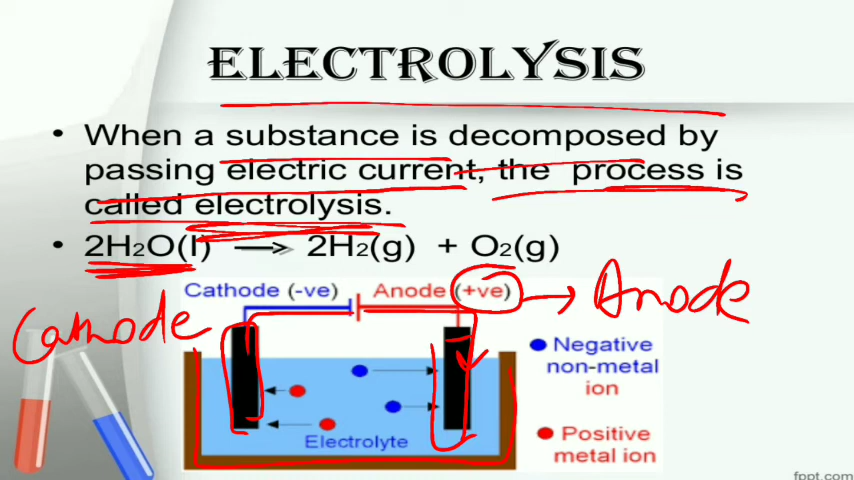 ELECTROLYSIS
• When a substance is decomposed by
passing electric current, the process is
called electrolysis.
• 2H₂O(l) → 2H₂(g) + O₂(g)
Cathode (-ve) Anode (+ve) → Anode
Cathode
Negative
non-metal
ion
Electrolyte
Positive
metal ion
fppt.com